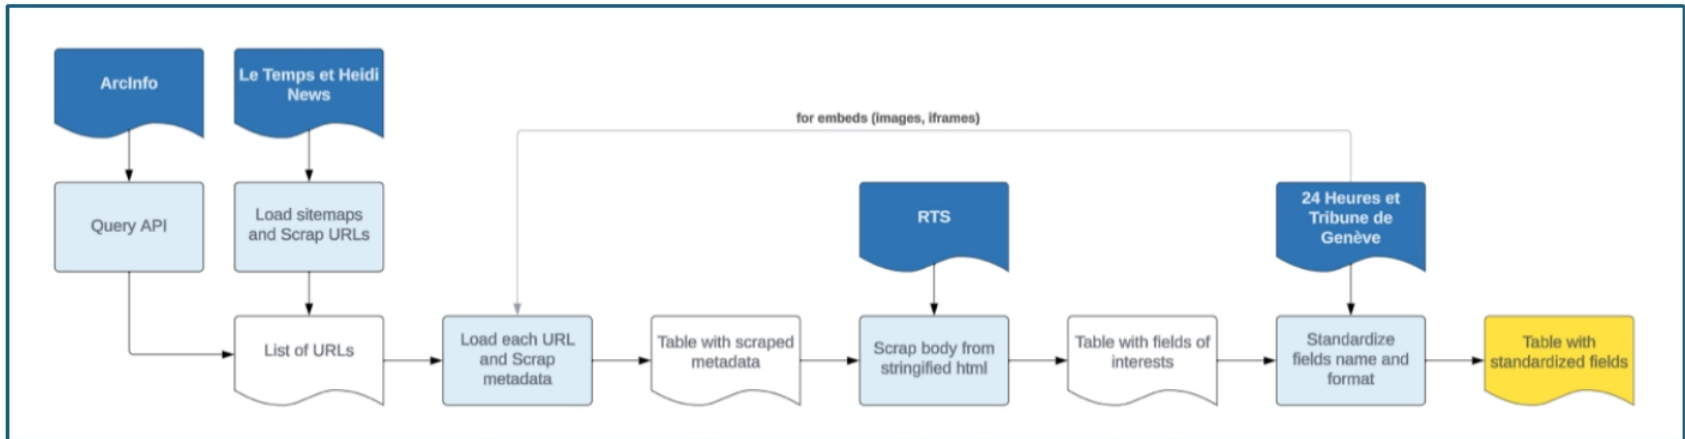 ArcInfo
Le Temps et Heidi
News
for embeds (images, iframes)
Query API
Load sitemaps
and Scrap URLs
RTS
24 Heures et
Tribune de
Genève
List of URLs
Load each URL
and Scrap
metadata
Table with scraped
metadata
Scrap body from
stringified html
Table with fields of
interests
Standardize
fields name and
format
Table with
standardized fields